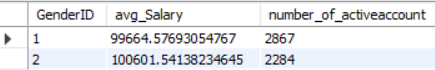 GenderID avg_Salary number_of_activeaccount
1 99664.57693054767 2867
2 100601.54138234645 2284